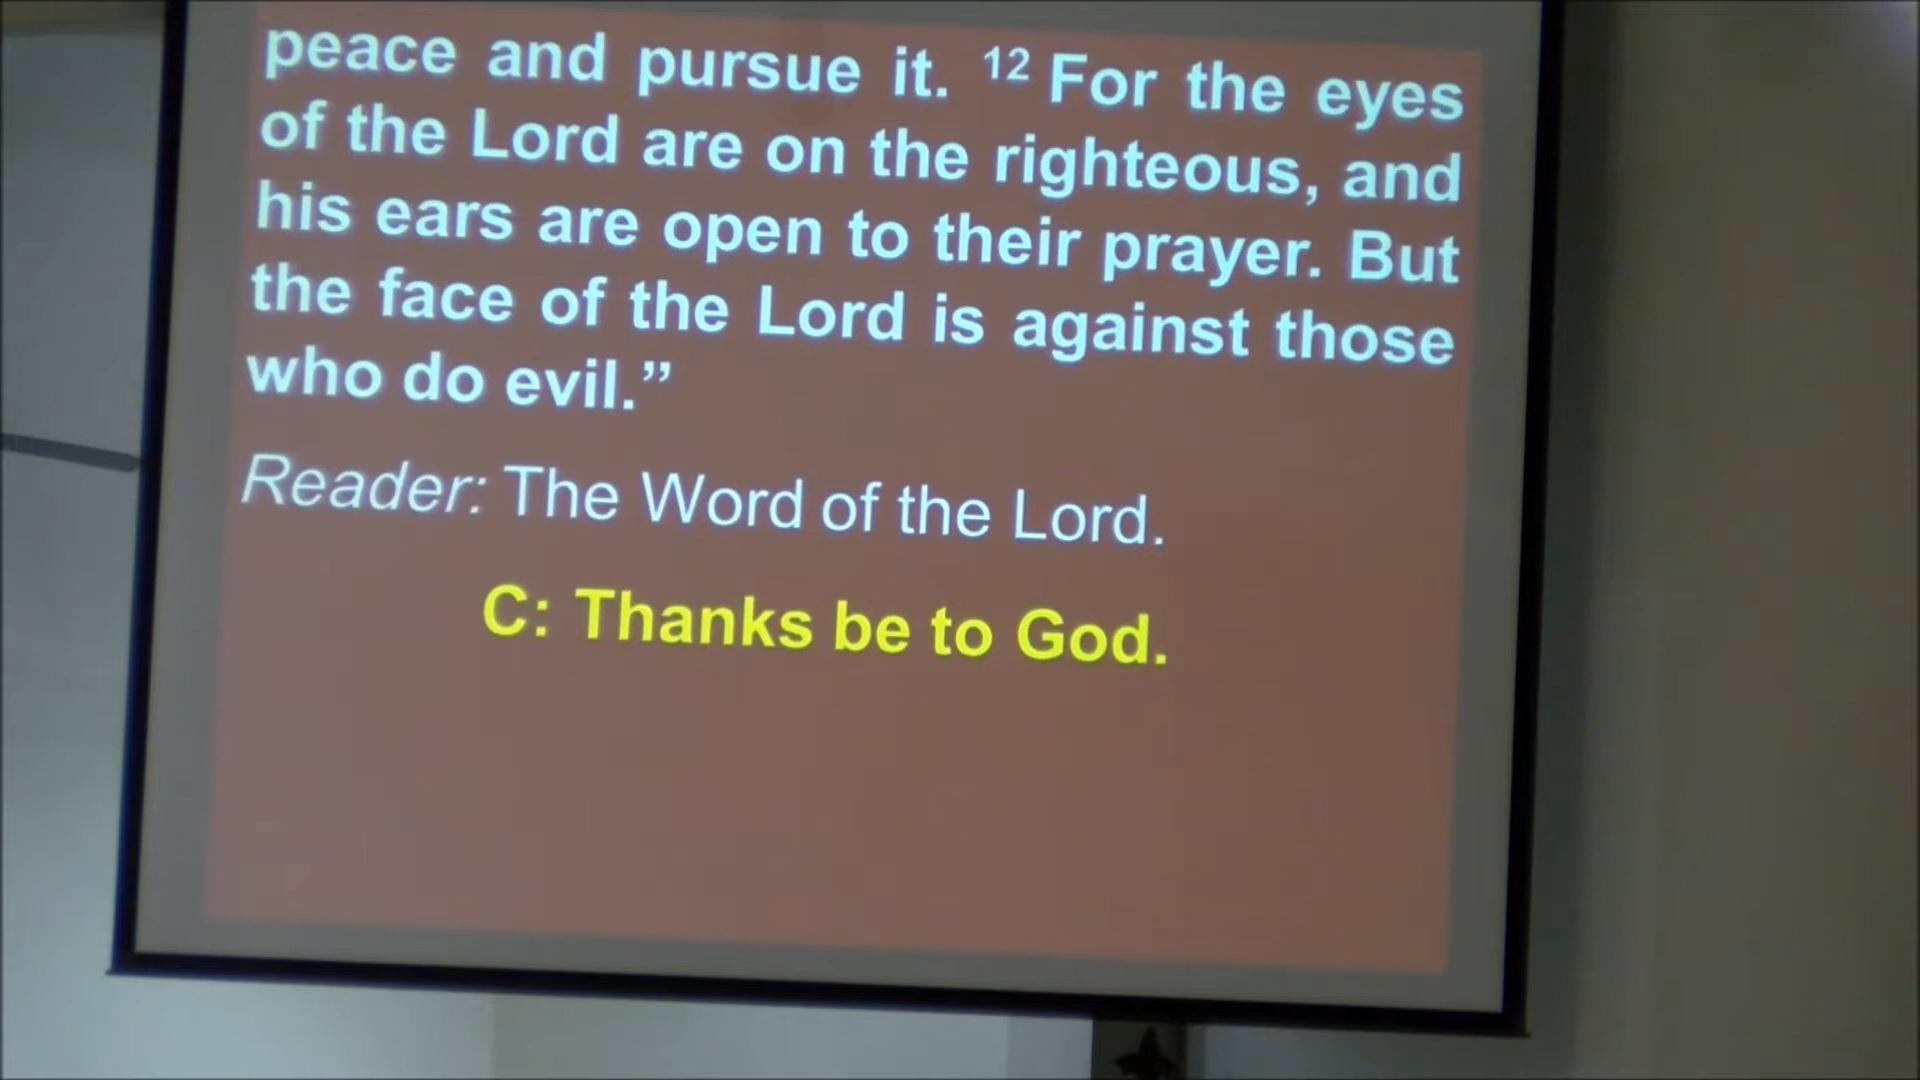 peace and pursue it. 12 For the eyes
of the Lord are on the righteous, and
his ears are open to their prayer. But
the face of the Lord is against those
who do evil.”
Reader: The Word of the Lord.
C: Thanks be to God.